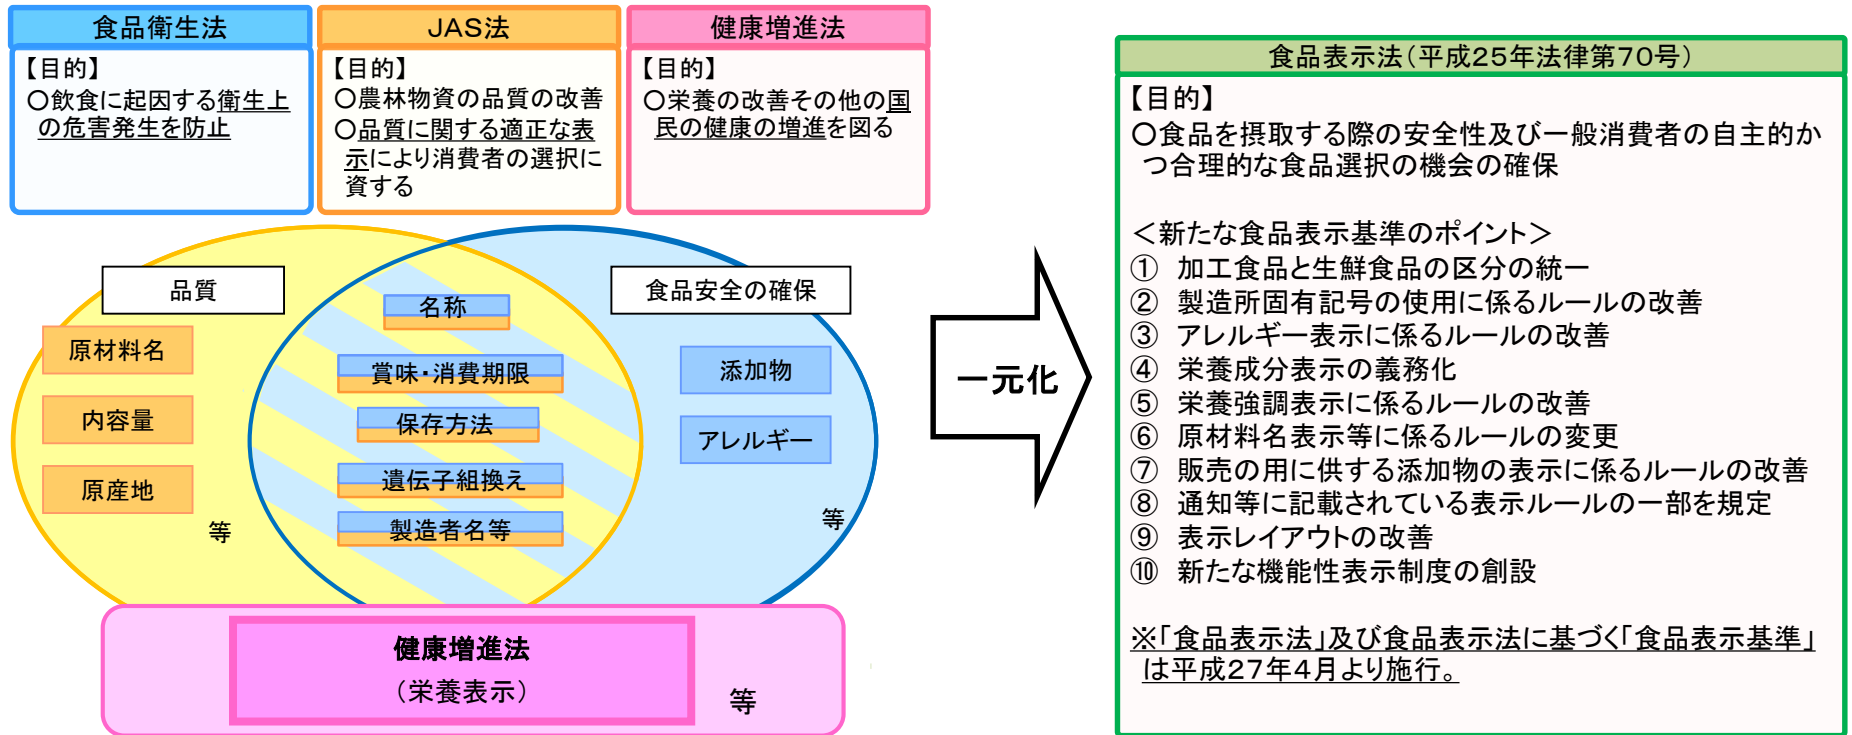 食品衛生法
【目的】
○飲食に起因する衛生上
の危害発生を防止
JAS法
【目的】
○農林物資の品質の改善
○品質に関する適正な表
示により消費者の選択に
資する
健康増進法
【目的】
○栄養の改善その他の国
民の健康の増進を図る
品質
原材料名
内容量
原産地
等
名称
賞味・消費期限
保存方法
遺伝子組換え
製造者名等
食品安全の確保
添加物
アレルギー
等
健康増進法
（栄養表示）
等
一元化
食品表示法（平成25年法律第70号）
【目的】
○食品を摂取する際の安全性及び一般消費者の自主的か
つ合理的な食品選択の機会の確保
＜新たな食品表示基準のポイント＞
① 加工食品と生鮮食品の区分の統一
② 製造所固有記号の使用に係るルールの改善
③ アレルギー表示に係るルールの改善
④ 栄養成分表示の義務化
⑤ 栄養強調表示に係るルールの改善
⑥ 原材料名表示等に係るルールの変更
⑦ 販売の用に供する添加物の表示に係るルールの改善
⑧ 通知等に記載されている表示ルールの一部を規定
⑨ 表示レイアウトの改善
⑩ 新たな機能性表示制度の創設
※「食品表示法」及び食品表示法に基づく「食品表示基準」
は平成27年4月より施行。